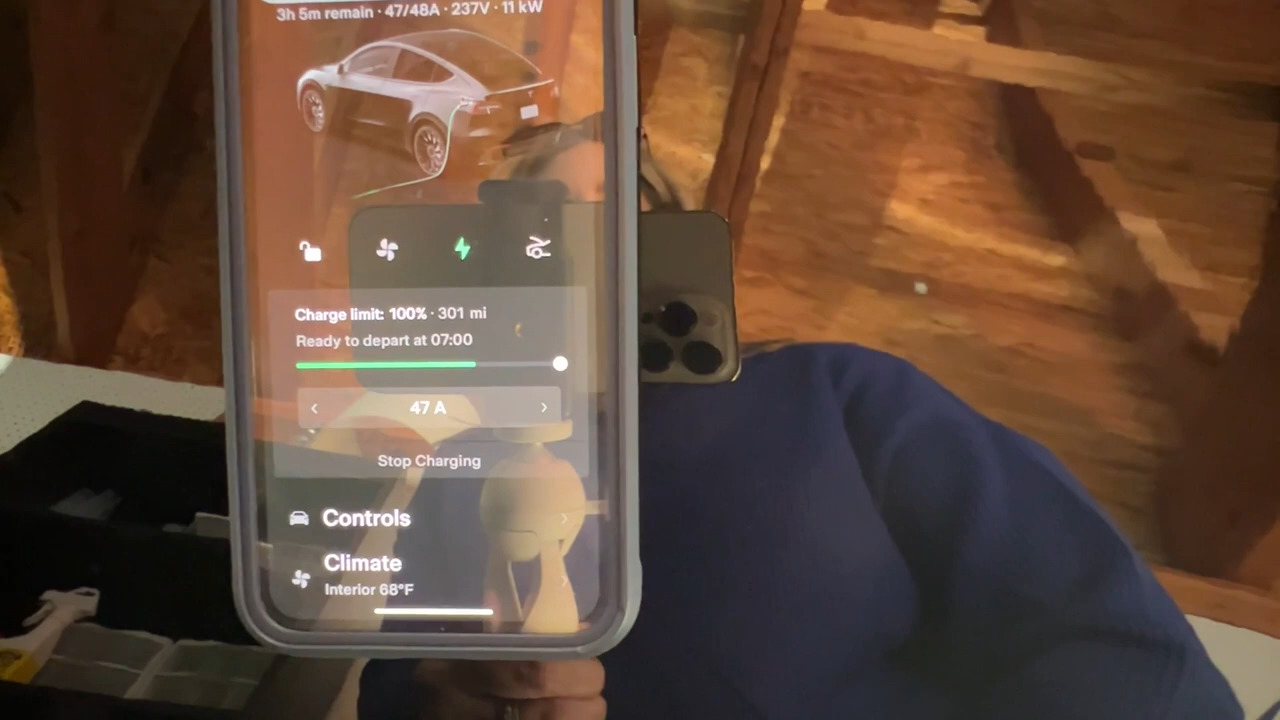 3h 5m remain · 47/48A · 237V · 11 kW
Charge limit: 100% · 301 mi
Ready to depart at 07:00
47 A
Stop Charging
Controls
Climate
Interior 68°F